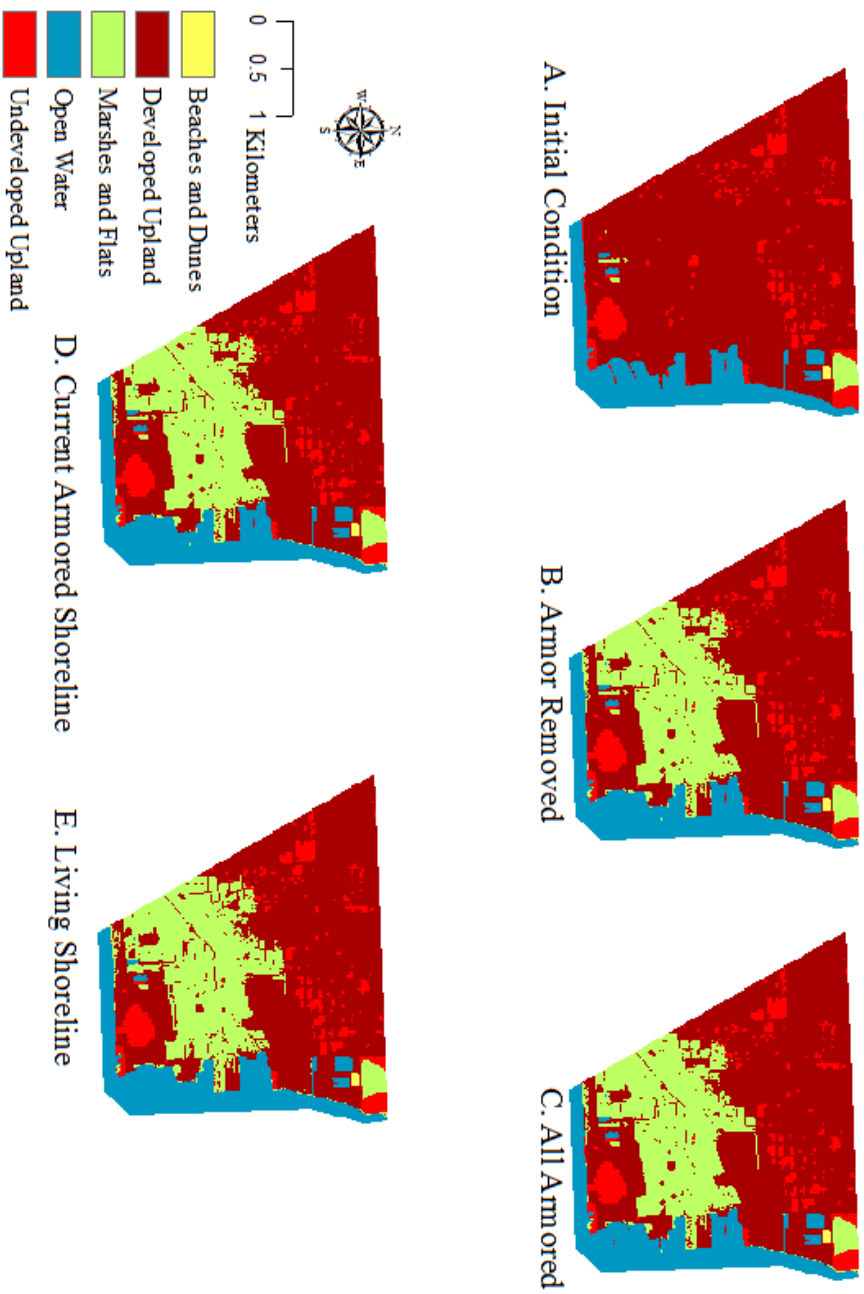 A. Initial Condition
B. Armor Removed
C. All Armored
D. Current Armored Shoreline
E. Living Shoreline
N
W
E
S
0 0.5 1 Kilometers
Beaches and Dunes
Developed Upland
Marshes and Flats
Open Water
Undeveloped Upland